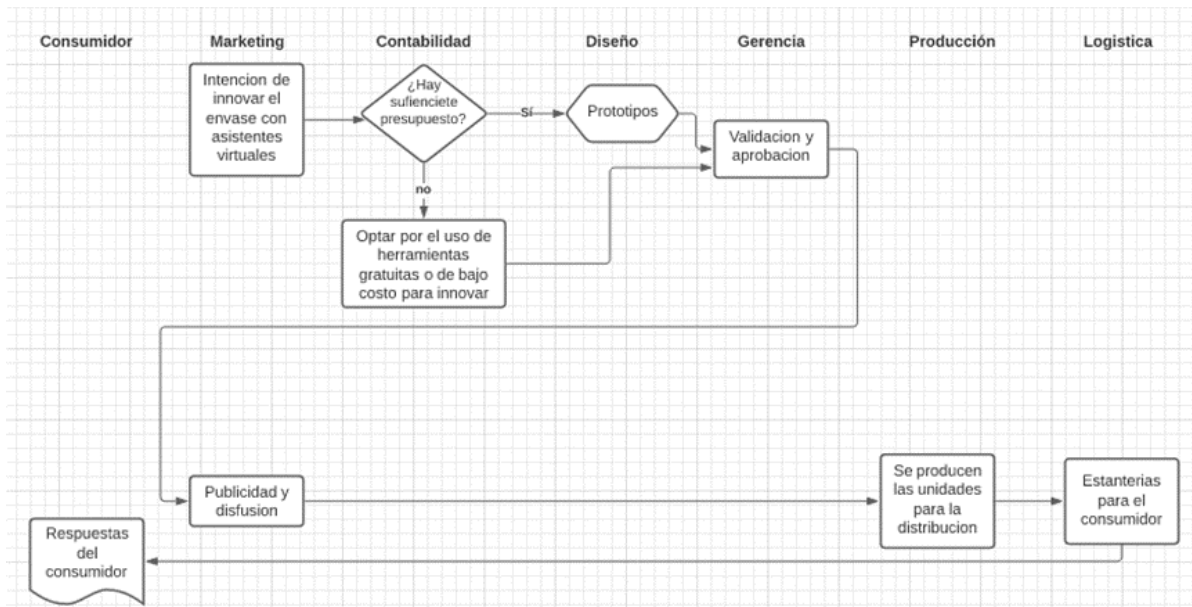 Consumidor
Marketing
Contabilidad
Diseño
Gerencia
Producción
Logistica
Intencion de
innovar el
envase con
asistentes
virtuales
¿Hay
sufienciete
presupuesto?
Sí
Prototipos
Validacion y
aprobacion
no
Optar por el uso de
herramientas
gratuitas o de bajo
costo para innovar
Publicidad y
disfusion
Se producen
las unidades
para la
distribucion
Estanterias
para el
consumidor
Respuestas
del
consumidor